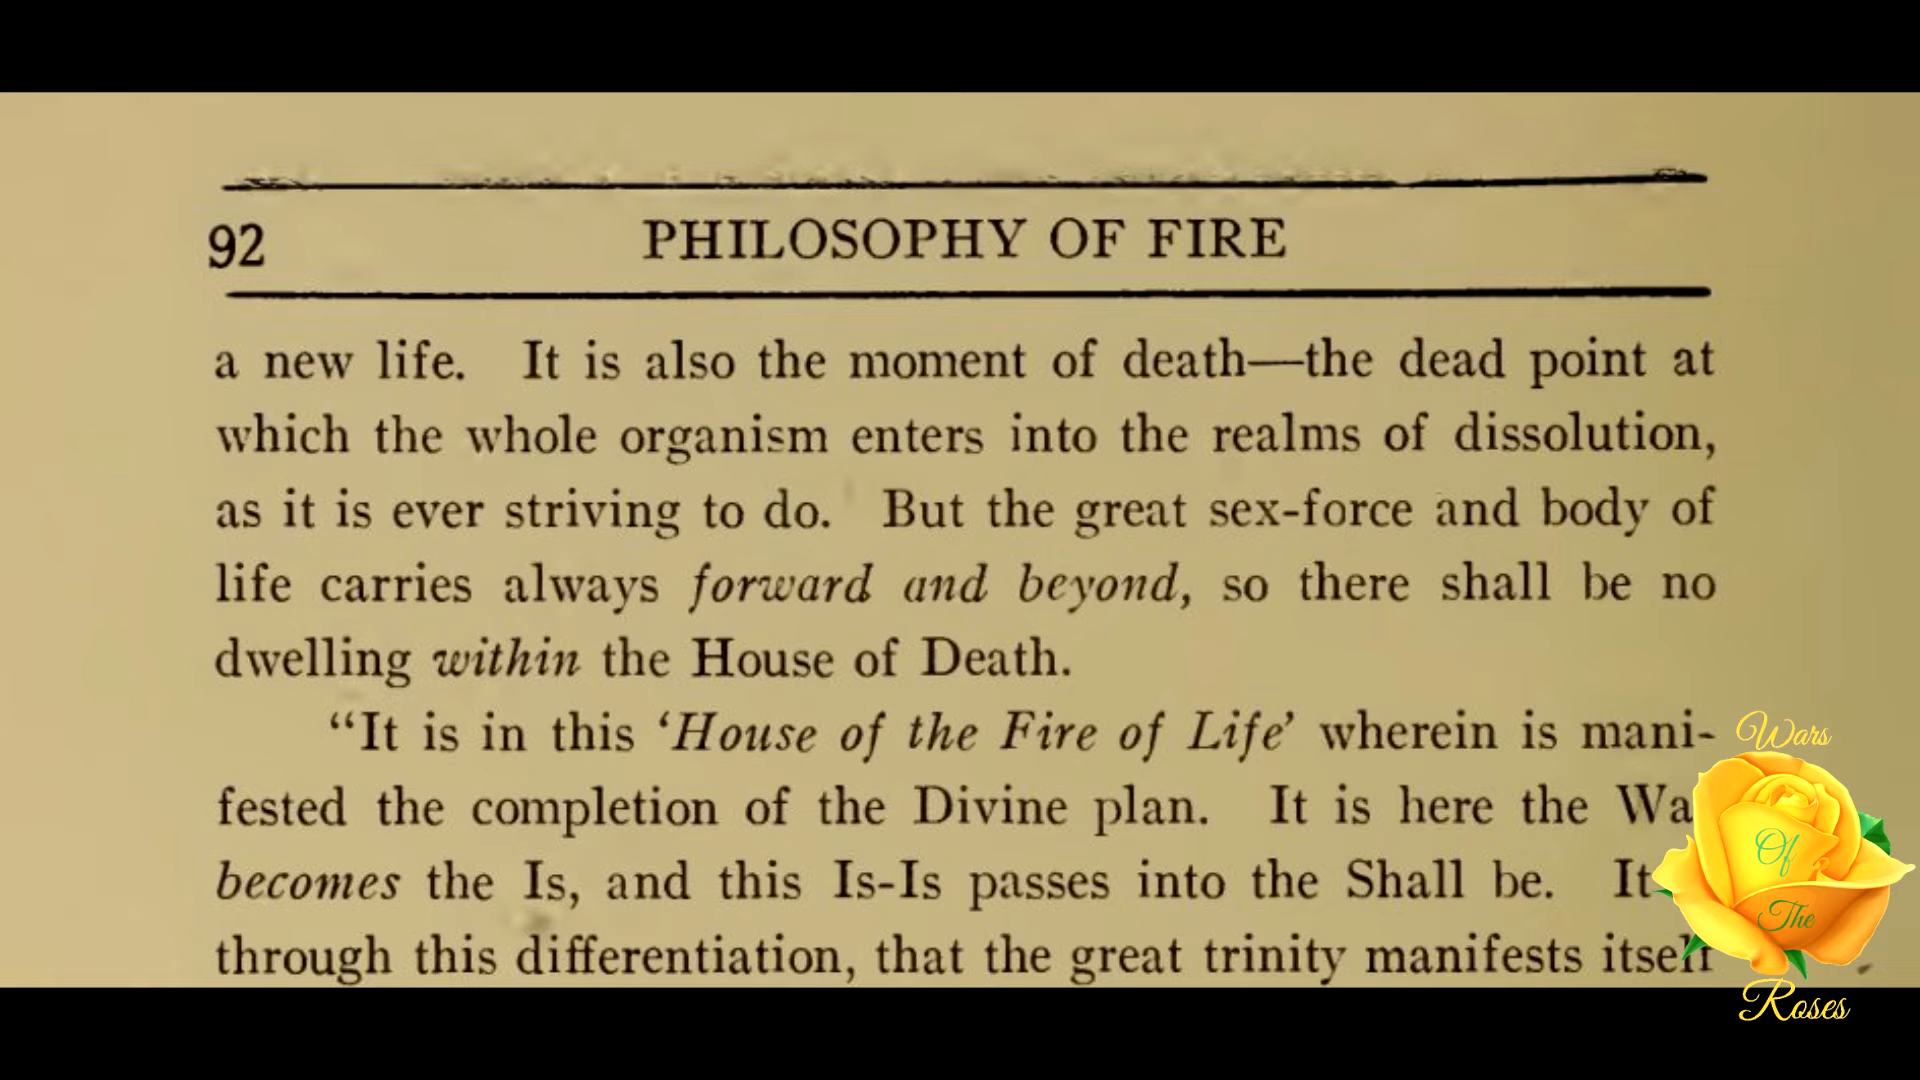 92 PHILOSOPHY OF FIRE
a new life. It is also the moment of death—the dead point at
which the whole organism enters into the realms of dissolution,
as it is ever striving to do. But the great sex-force and body of
life carries always forward and beyond, so there shall be no
dwelling within the House of Death.
“It is in this ‘House of the Fire of Life’ wherein is mani-
fested the completion of the Divine plan. It is here the
becomes the Is, and this Is-Is passes into the Shall be. It
through this differentiation, that the great trinity manifests itself
Wars
Of
The
Roses